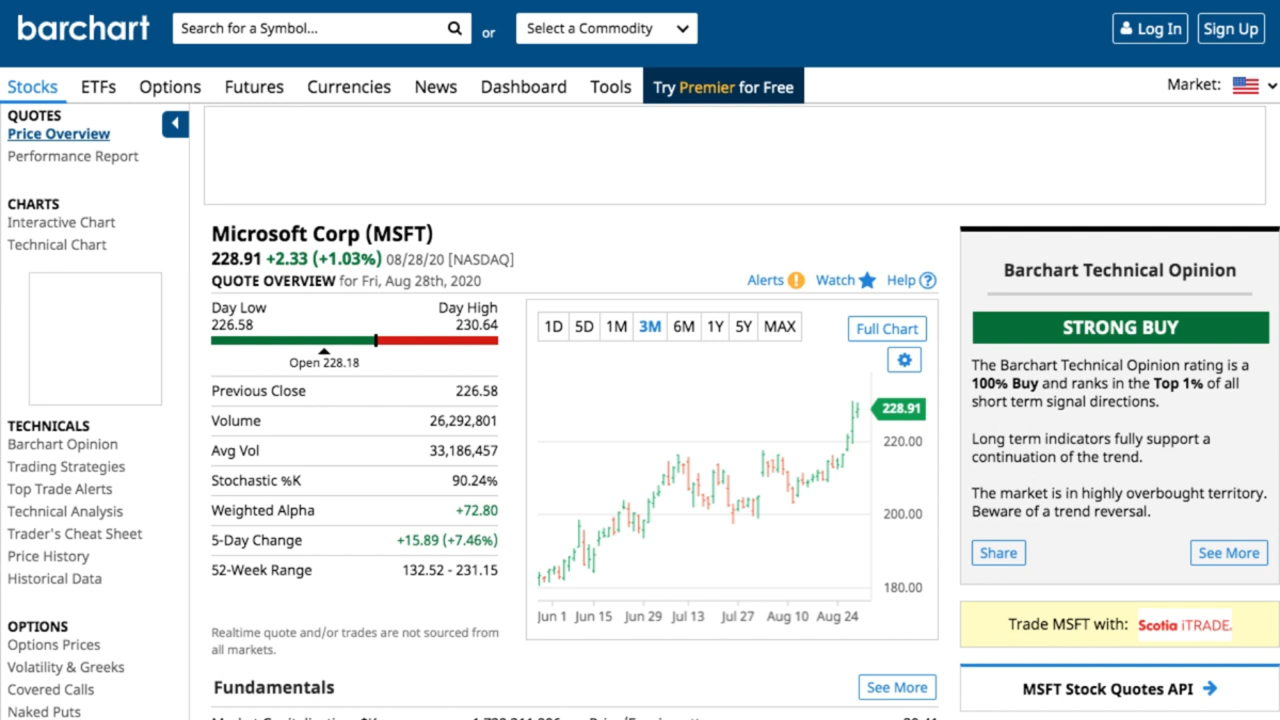 barchart
Search for a Symbol...
or
Select a Commodity
Log In
Sign Up
Stocks
ETFs
Options
Futures
Currencies
News
Dashboard
Tools
Try Premier for Free
Market:
QUOTES
Price Overview
Performance Report
CHARTS
Interactive Chart
Technical Chart
TECHNICALS
Barchart Opinion
Trading Strategies
Top Trade Alerts
Technical Analysis
Trader's Cheat Sheet
Price History
Historical Data
OPTIONS
Options Prices
Volatility & Greeks
Covered Calls
Naked Puts
Microsoft Corp (MSFT)
228.91 +2.33 (+1.03%) 08/28/20 [NASDAQ]
QUOTE OVERVIEW for Fri, Aug 28th, 2020
Alerts
Watch
Help
Day Low
Day High
226.58
230.64
Open 228.18
Previous Close 226.58
Volume 26,292,801
Avg Vol 33,186,457
Stochastic %K 90.24%
Weighted Alpha +72.80
5-Day Change +15.89 (+7.46%)
52-Week Range 132.52 - 231.15
Realtime quote and/or trades are not sourced from
all markets.
1D 5D 1M 3M 6M 1Y 5Y MAX
Full Chart
228.91
220.00
200.00
180.00
Jun 1 Jun 15 Jun 29 Jul 13 Jul 27 Aug 10 Aug 24
Fundamentals
See More
Barchart Technical Opinion
STRONG BUY
The Barchart Technical Opinion rating is a
100% Buy and ranks in the Top 1% of all
short term signal directions.
Long term indicators fully support a
continuation of the trend.
The market is in highly overbought territory.
Beware of a trend reversal.
Share
See More
Trade MSFT with: Scotia iTRADE.
MSFT Stock Quotes API